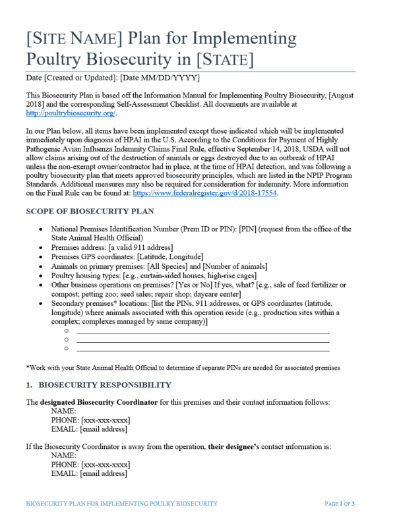 [SITE NAME] Plan for Implementing
Poultry Biosecurity in [STATE]
Date [Created or Updated]: [Date MM/DD/YYYY]
This Biosecurity Plan is based off the Information Manual for Implementing Poultry Biosecurity, [August
2018] and the corresponding Self-Assessment Checklist. All documents are available at
http://poultrybiosecurity.org/.
In our Plan below, all items have been implemented except those indicated which will be implemented
immediately upon diagnosis of HPAI in the U.S. According to the Conditions for Payment of Highly
Pathogenic Avian Influenza Indemnity Claims Final Rule, effective September 14, 2018, USDA will not
allow claims arising out of the destruction of animals or eggs destroyed due to an outbreak of HPAI
unless the non-exempt owner/contractor had in place, at the time of HPAI detection, and was following a
poultry biosecurity plan that meets approved biosecurity principles, which are listed in the NPIP Program
Standards. Additional measures may also be required for consideration for indemnity. More information
on the Final Rule can be found at: https://www.federalregister.gov/d/2018-17554.
SCOPE OF BIOSECURITY PLAN
• National Premises Identification Number (Prem ID or PIN): [PIN] (request from the office of the
State Animal Health Official)
• Premises address: [a valid 911 address]
• Premises GPS coordinates: [Latitude, Longitude]
• Animals on primary premises: [All Species] and [Number of animals]
• Poultry housing types: [e.g., curtain-sided houses, high-rise cages]
• Other business operations on premises? [Yes or No] If yes, what? [e.g., sale of feed fertilizer or
compost; petting zoo; seed sales; repair shop; daycare center]
• Secondary premises* locations: [list the PINs, 911 addresses, or GPS coordinates (latitude,
longitude) where animals associated with this operation reside (e.g., production sites within a
complex; complexes managed by same company)]
○
○
○
*Work with your State Animal Health Official to determine if separate PINs are needed for associated premises
1. BIOSECURITY RESPONSIBILITY
The designated Biosecurity Coordinator for this premises and their contact information follows:
NAME:
PHONE: [xxx-xxx-xxxx]
EMAIL: [email address]
If the Biosecurity Coordinator is away from the operation, their designee's contact information is:
NAME:
PHONE: [xxx-xxx-xxxx]
EMAIL: [email address]
BIOSECURITY PLAN FOR IMPLEMENTING POULRY BIOSECURITY PAGE 1 OF 3